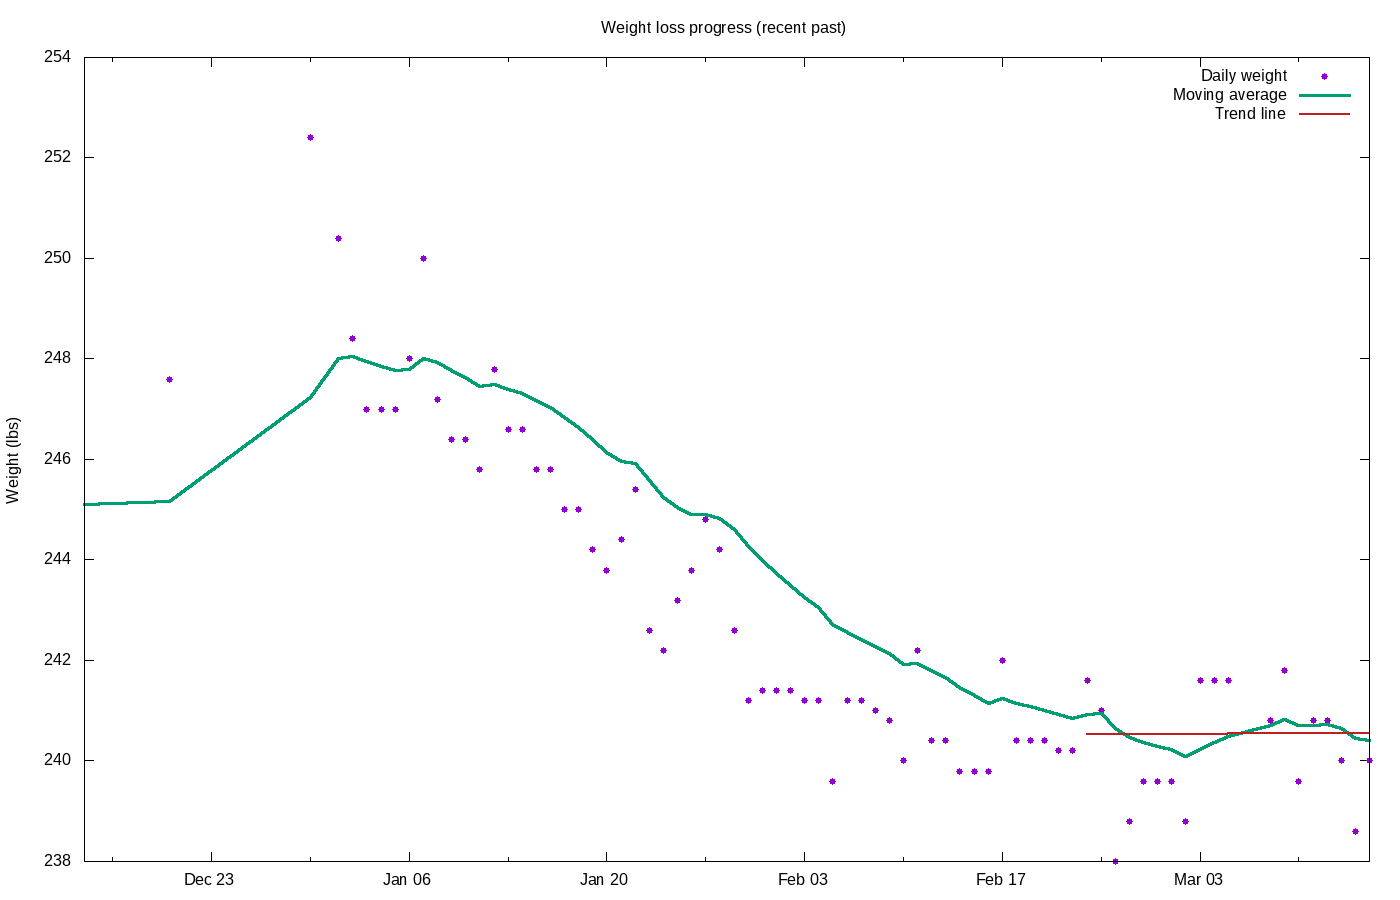 Weight loss progress (recent past)
254
252
250
248
246
244
242
240
238
Weight (lbs)
Daily weight
Moving average
Trend line
Dec 23
Jan 06
Jan 20
Feb 03
Feb 17
Mar 03